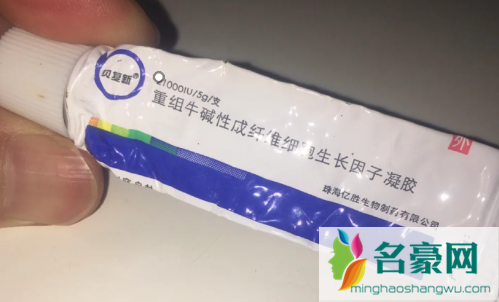 贝复新®
21000IU/5g/支
重组牛碱性成纤维细胞生长因子凝胶
外
珠海亿胜生物制药有限公司
名豪网
minghaoshangwu.com